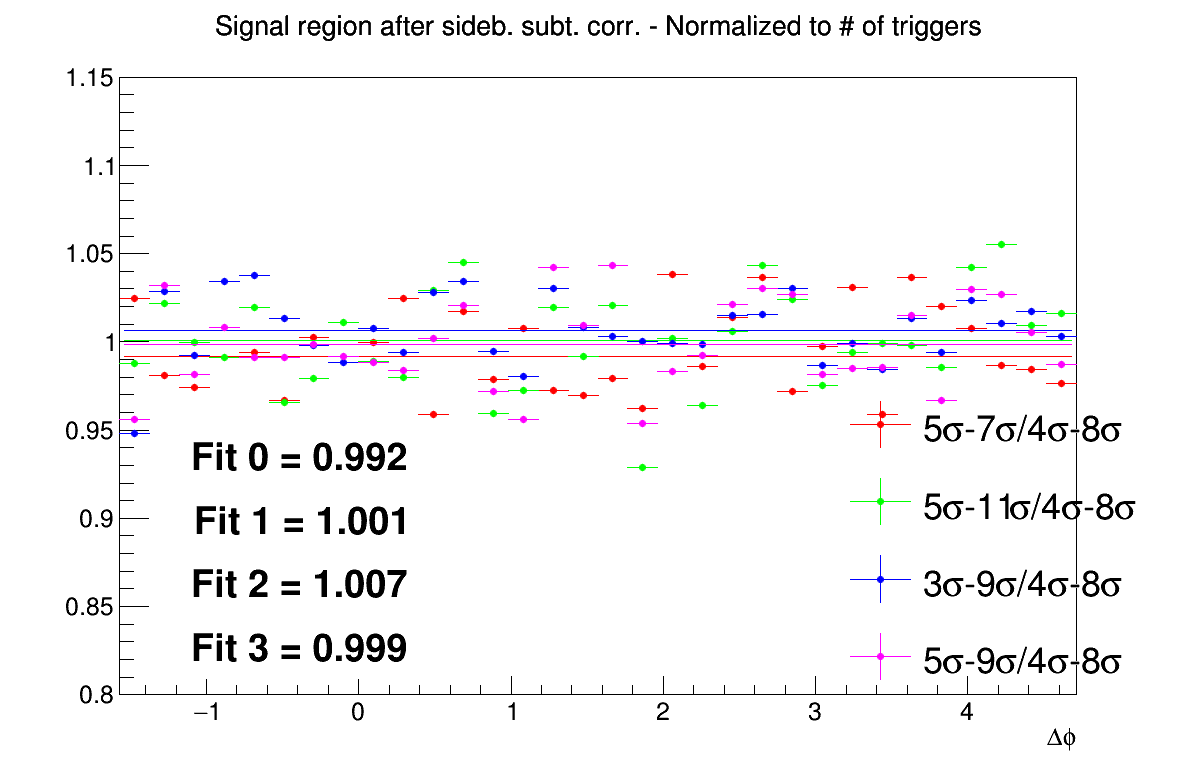 Signal region after sideb. subt. corr. - Normalized to # of triggers
1.15
1.1
1.05
1
0.95
0.9
0.85
0.8
Fit 0 = 0.992
Fit 1 = 1.001
Fit 2 = 1.007
Fit 3 = 0.999
5σ-7σ/4σ-8σ
5σ-11σ/4σ-8σ
3σ-9σ/4σ-8σ
5σ-9σ/4σ-8σ
−1 0 1 2 3 4
Δϕ